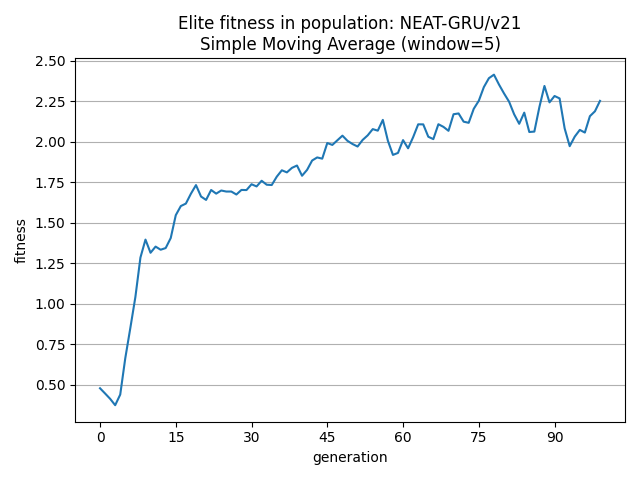 Elite fitness in population: NEAT-GRU/v21
Simple Moving Average (window=5)
2.50
2.25
2.00
1.75
1.50
1.25
1.00
0.75
0.50
fitness
0 15 30 45 60 75 90
generation